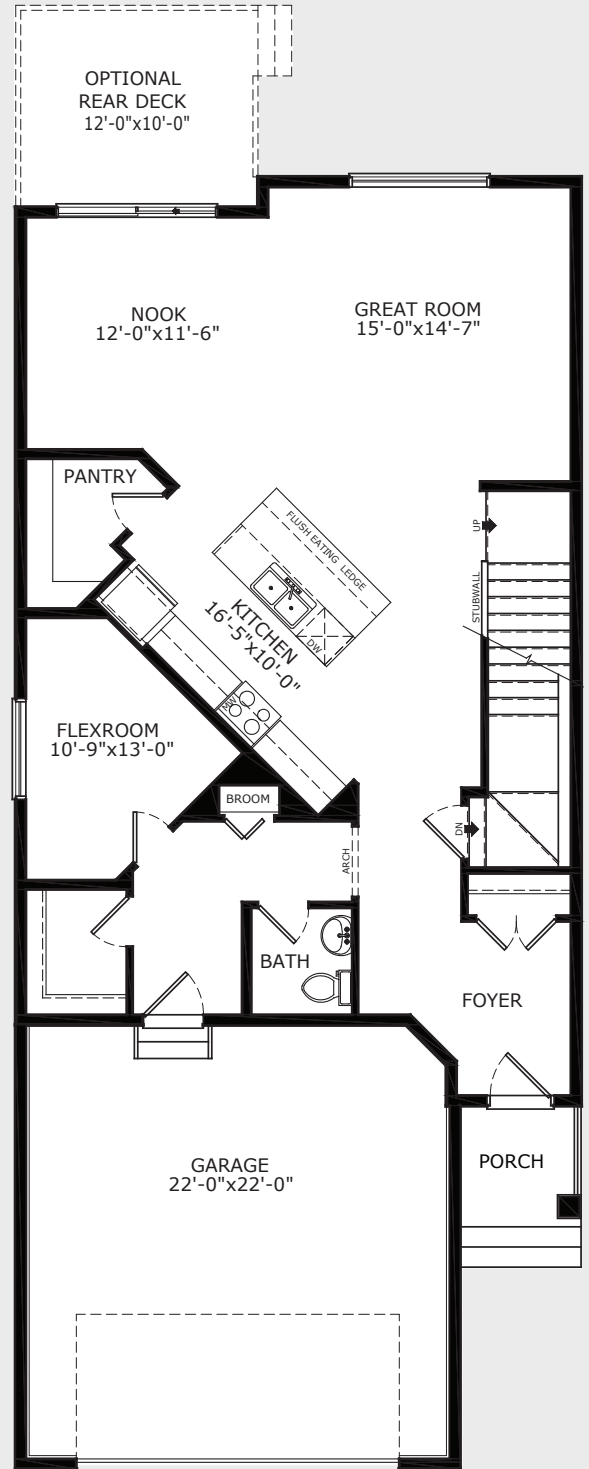 OPTIONAL
REAR DECK
12'-0"x10'-0"
NOOK
12'-0"x11'-6"
GREAT ROOM
15'-0"x14'-7"
PANTRY
UP
FLUSH EATING LEDGE
STUBWALL
KITCHEN
16'-5"x10'-0"
DW
MW
FLEXROOM
10'-9"x13'-0"
BROOM
DN
ARCH
BATH
FOYER
GARAGE
22'-0"x22'-0"
PORCH